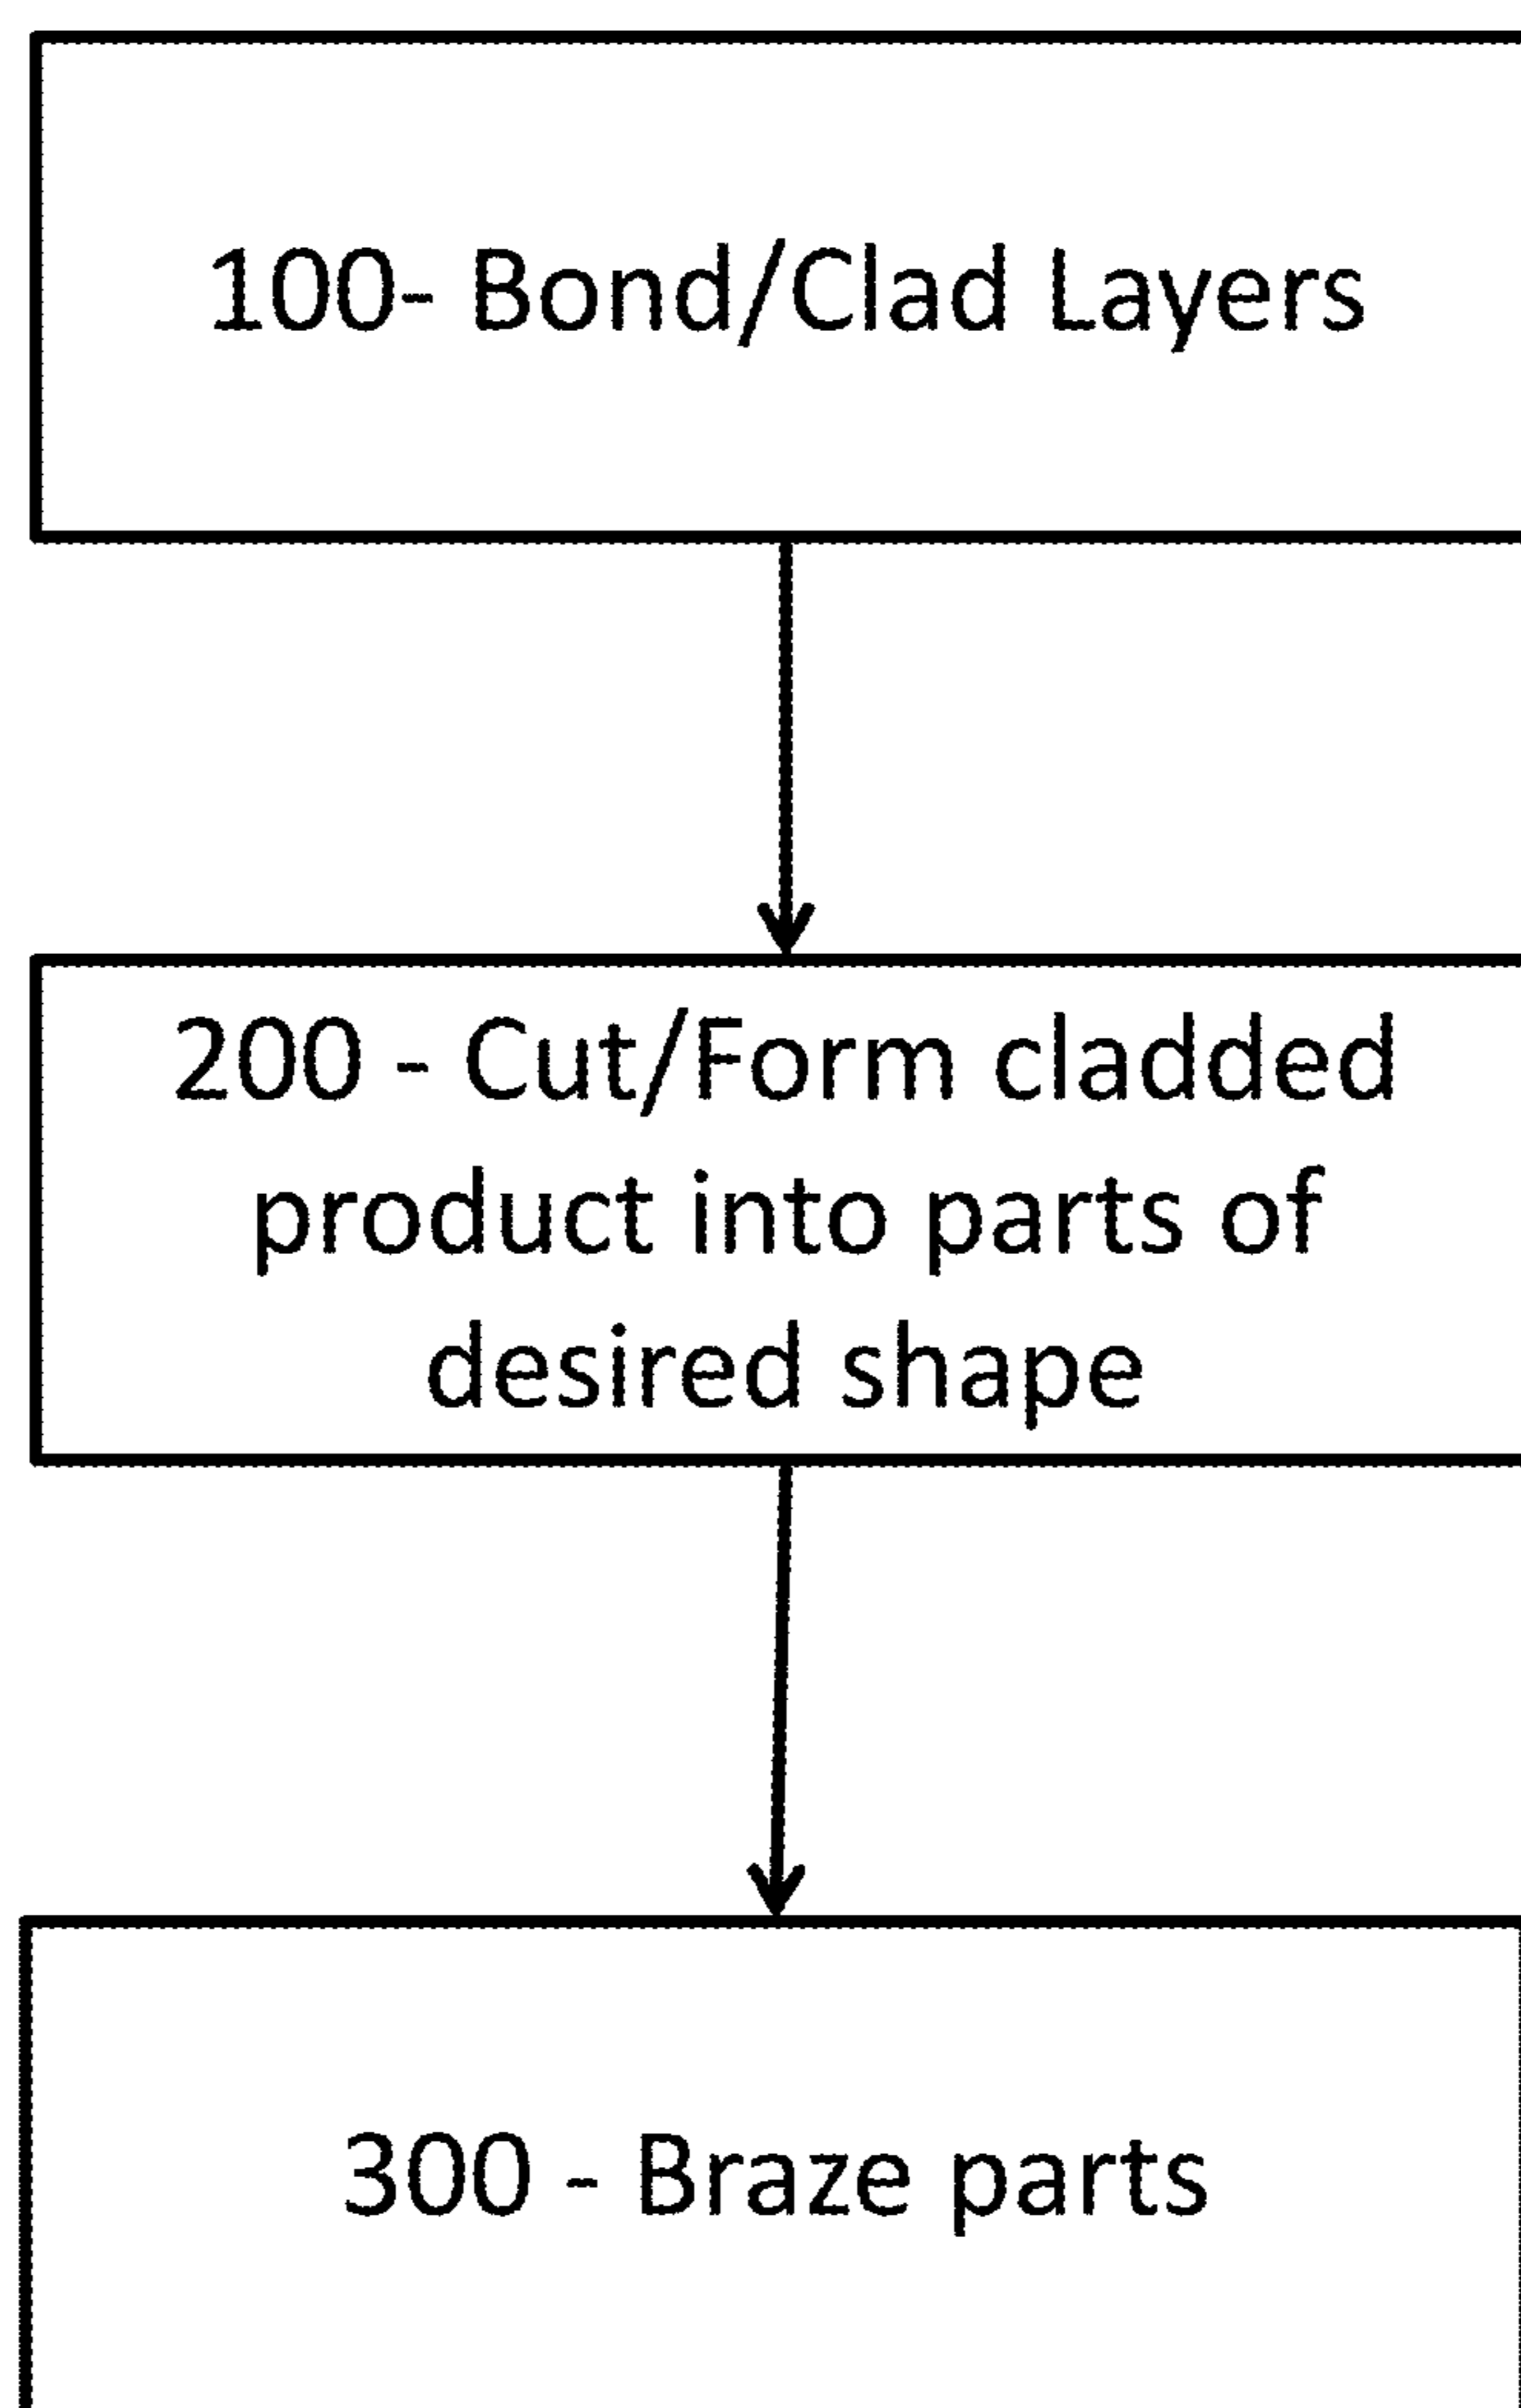 100- Bond/Clad Layers
200 - Cut/Form cladded
product into parts of
desired shape
300 - Braze parts